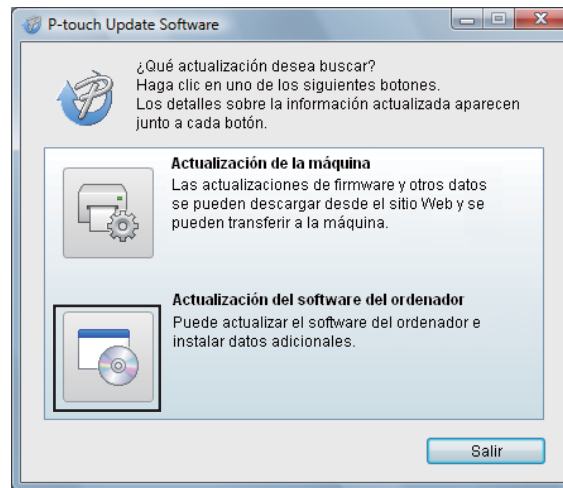 P-touch Update Software
¿Qué actualización desea buscar?
Haga clic en uno de los siguientes botones.
Los detalles sobre la información actualizada aparecen
junto a cada botón.
Actualización de la máquina
Las actualizaciones de firmware y otros datos
se pueden descargar desde el sitio Web y se
pueden transferir a la máquina.
Actualización del software del ordenador
Puede actualizar el software del ordenador e
instalar datos adicionales.
Salir